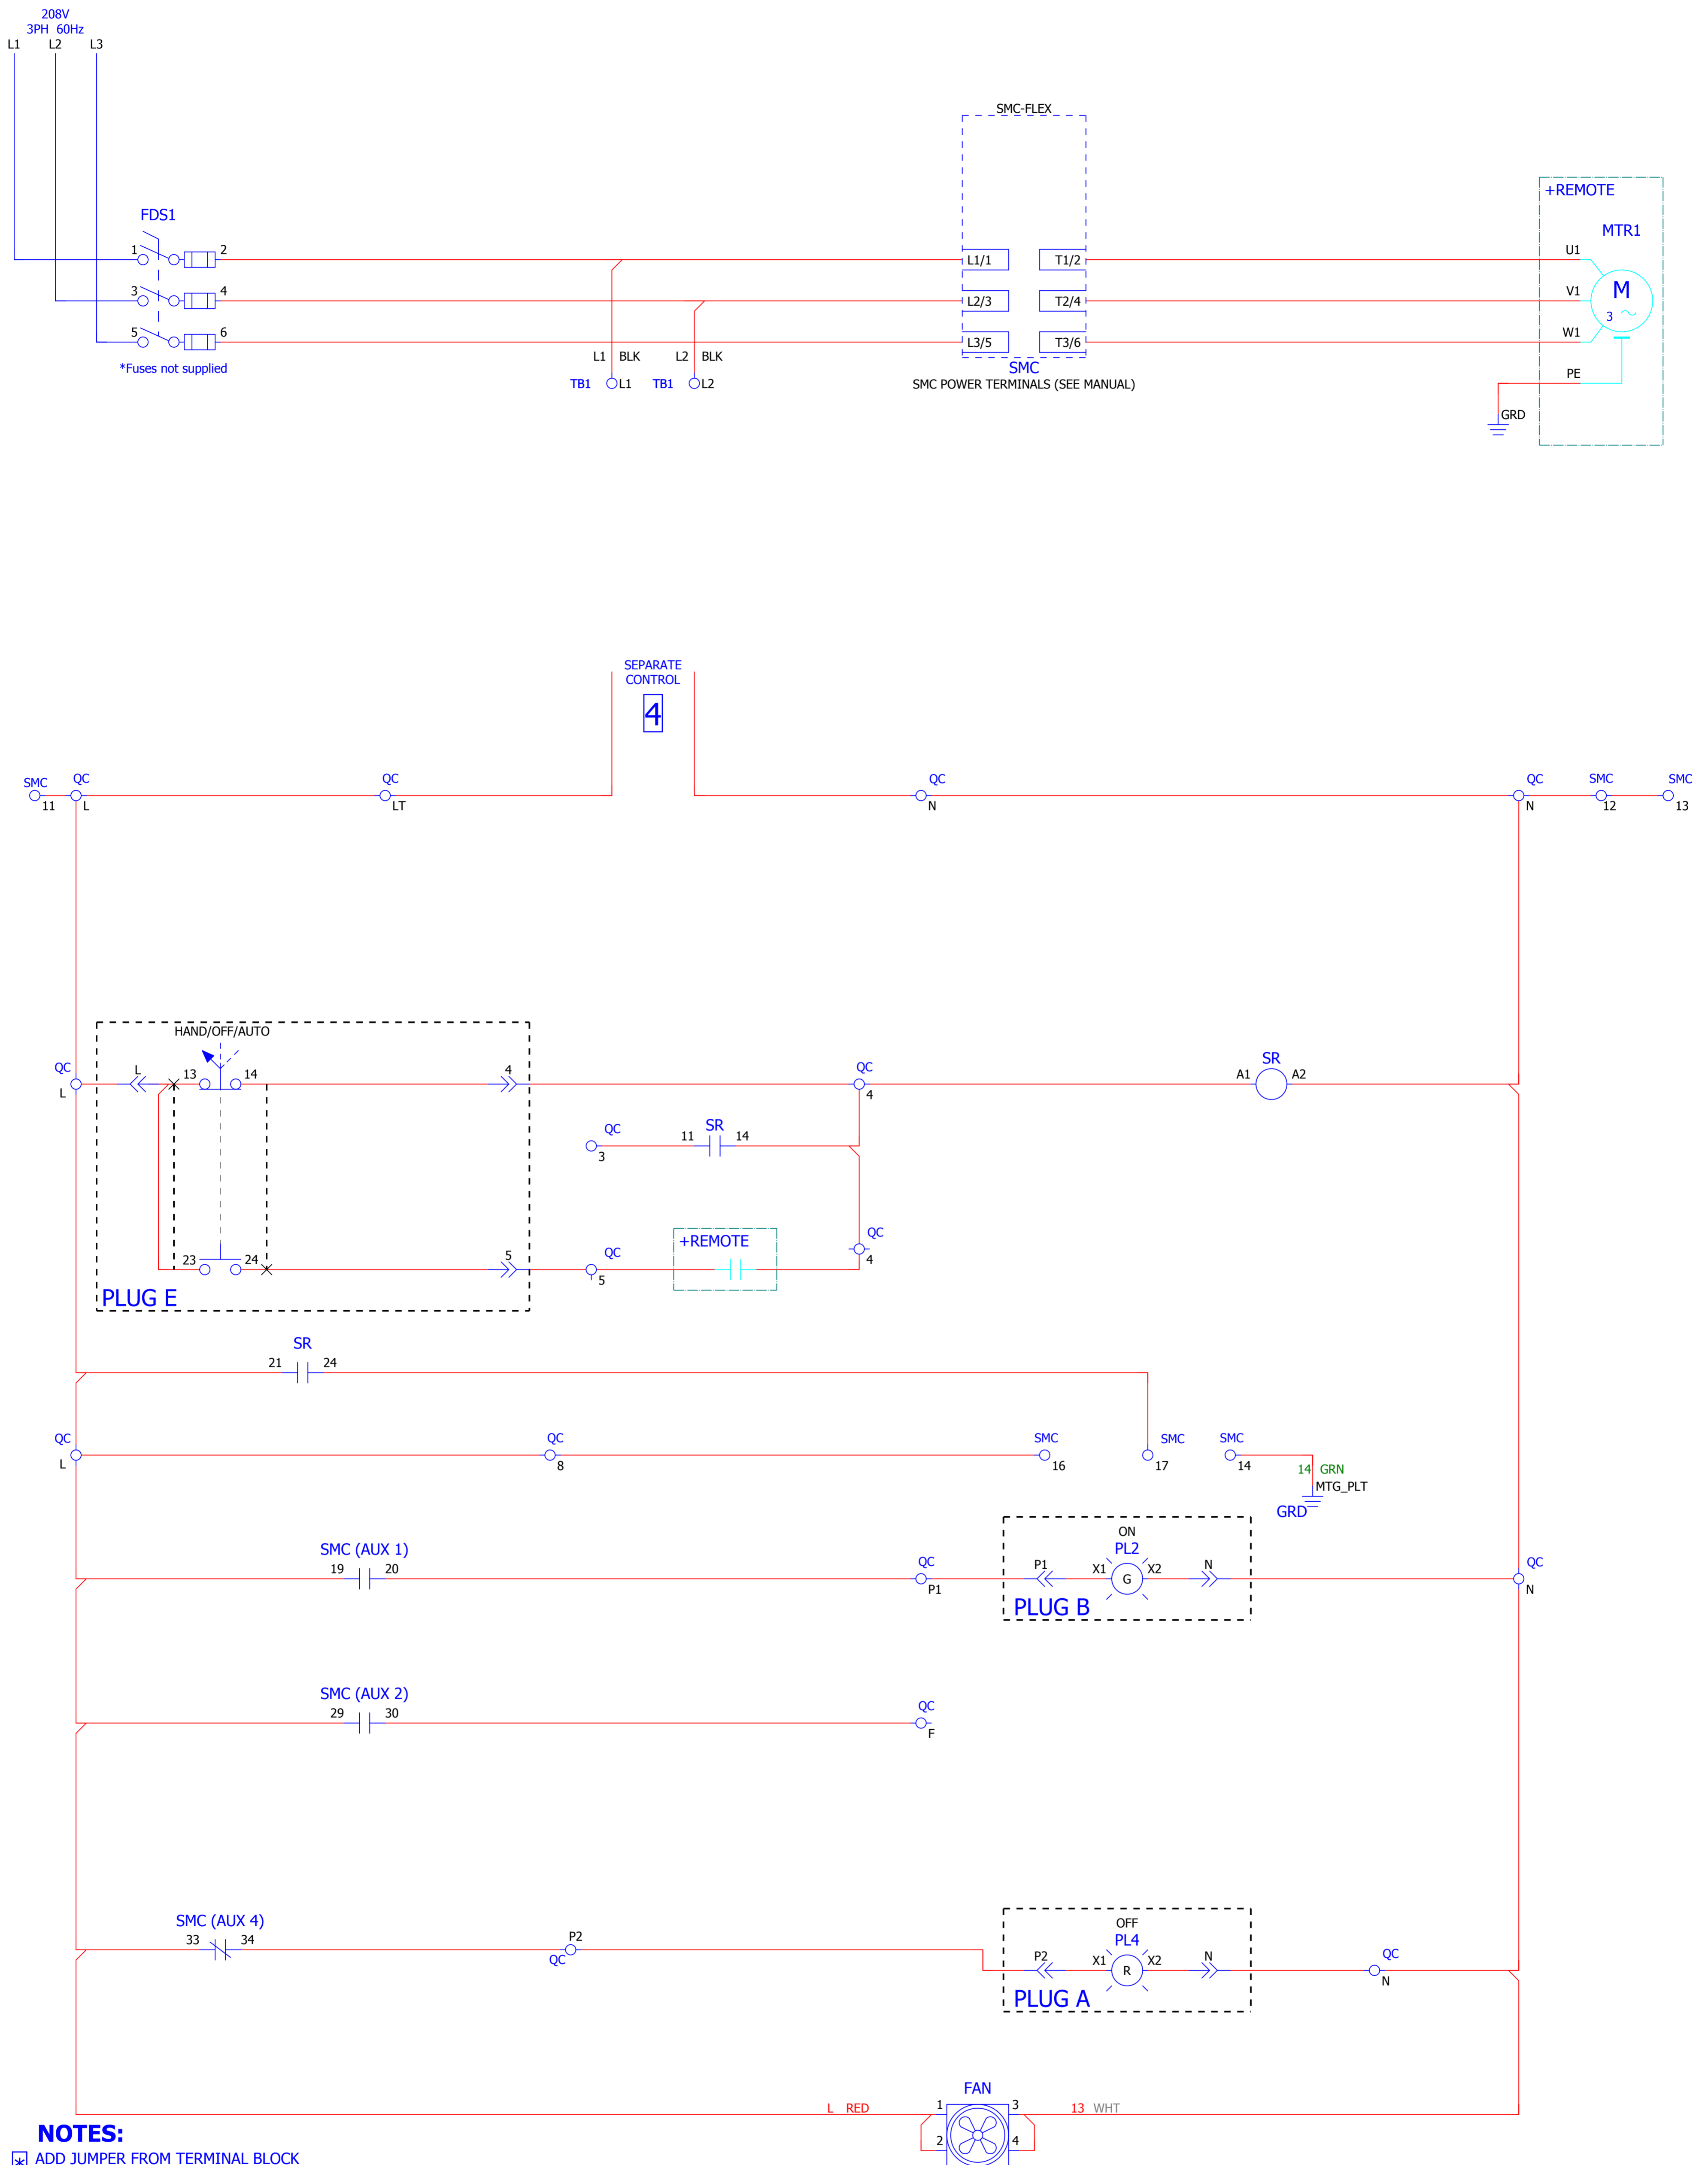 208V
3PH 60Hz
L1 L2 L3
SMC-FLEX
+REMOTE
MTR1
FDS1
1 2
L1/1 T1/2
U1
3 4
L2/3 T2/4
V1
M
3
5 6
L3/5 T3/6
W1
*Fuses not supplied
L1 BLK L2 BLK
SMC
TB1 L1 TB1 L2
SMC POWER TERMINALS (SEE MANUAL)
PE
GRD
SEPARATE
CONTROL
4
SMC QC QC QC QC SMC SMC
11 L LT N N 12 13
HAND/OFF/AUTO
QC L 13 14 4 QC SR
L 4 A1 A2
QC SR
3 11 14
+REMOTE QC
4
23 24 5 QC
5
PLUG E
SR
21 24
QC QC SMC SMC SMC
L 8 16 17 14
14 GRN
MTG_PLT
GRD
ON
SMC (AUX 1) PL2
19 20 QC P1 X1 G X2 N QC
P1 N
PLUG B
SMC (AUX 2)
29 30 QC
F
SMC (AUX 4) OFF
33 34 P2 PL4
QC P2 X1 R X2 N QC
N
PLUG A
FAN
L RED 1 3 13 WHT
NOTES:
2 4
* ADD JUMPER FROM TERMINAL BLOCK